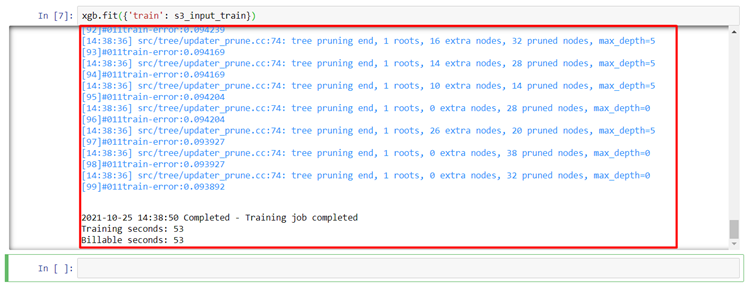 In [7]: xgb.fit({'train': s3_input_train})
[92]#011train-error:0.094239
[14:38:36] src/tree/updater_prune.cc:74: tree pruning end, 1 roots, 16 extra nodes, 32 pruned nodes, max_depth=5
[93]#011train-error:0.094169
[14:38:36] src/tree/updater_prune.cc:74: tree pruning end, 1 roots, 14 extra nodes, 28 pruned nodes, max_depth=5
[94]#011train-error:0.094169
[14:38:36] src/tree/updater_prune.cc:74: tree pruning end, 1 roots, 10 extra nodes, 14 pruned nodes, max_depth=5
[95]#011train-error:0.094204
[14:38:36] src/tree/updater_prune.cc:74: tree pruning end, 1 roots, 0 extra nodes, 28 pruned nodes, max_depth=0
[96]#011train-error:0.094204
[14:38:36] src/tree/updater_prune.cc:74: tree pruning end, 1 roots, 26 extra nodes, 20 pruned nodes, max_depth=5
[97]#011train-error:0.093927
[14:38:36] src/tree/updater_prune.cc:74: tree pruning end, 1 roots, 0 extra nodes, 38 pruned nodes, max_depth=0
[98]#011train-error:0.093927
[14:38:36] src/tree/updater_prune.cc:74: tree pruning end, 1 roots, 0 extra nodes, 32 pruned nodes, max_depth=0
[99]#011train-error:0.093892
2021-10-25 14:38:50 Completed - Training job completed
Training seconds: 53
Billable seconds: 53
In [ ]: